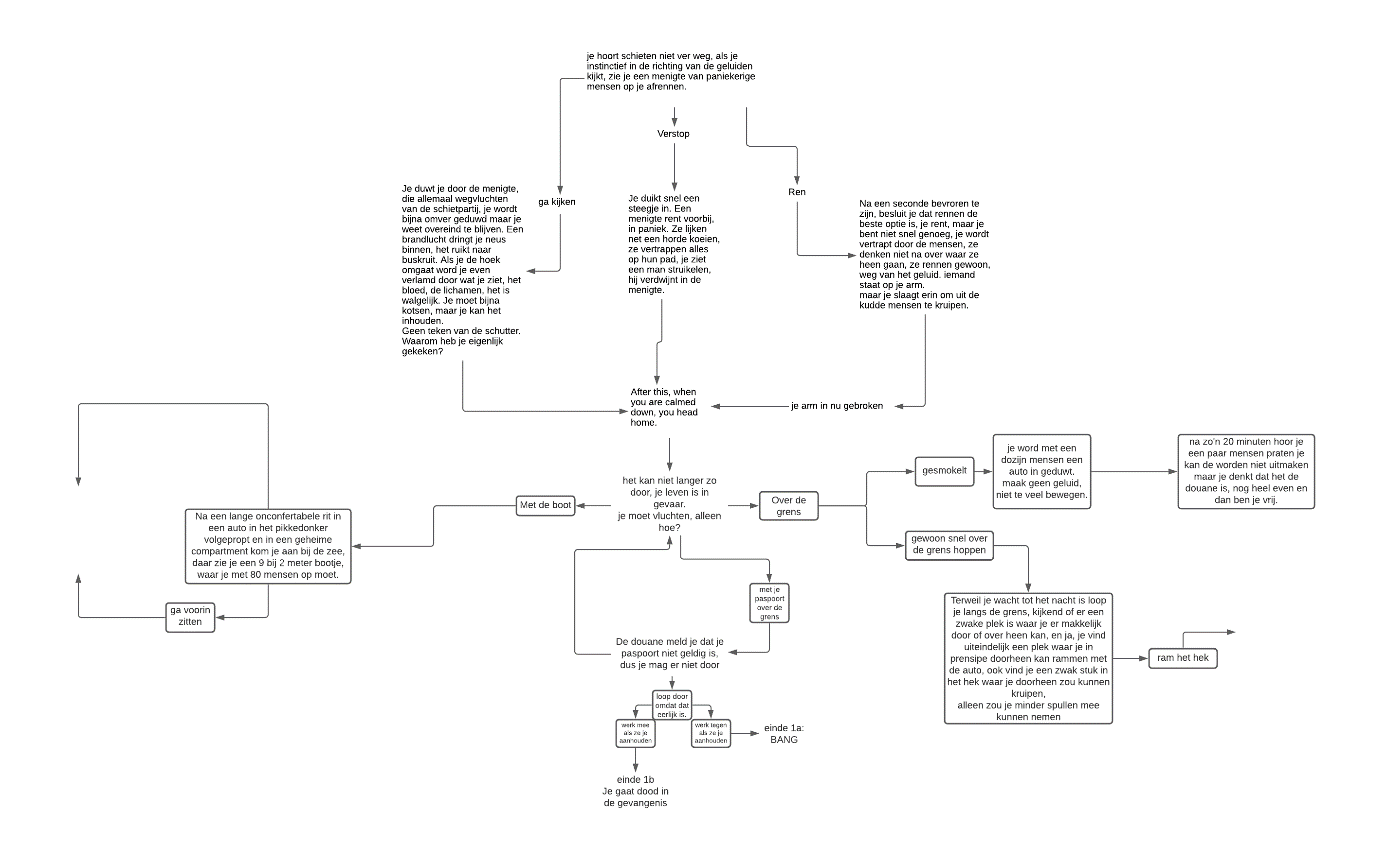 je hoort schieten niet ver weg, als je
instinctief in de richting van de geluiden
kijkt, zie je een menigte van paniekerige
mensen op je afrennen.
Verstop
ga kijken
Ren
Je duwt je door de menigte,
die allemaal wegvluchten
van de schietpartij, je wordt
bijna omver geduwd maar je
weet overeind te blijven. Een
brandlucht dringt je neus
binnen, het ruikt naar
buskruit. Als je de hoek
omgaat word je even
verlamd door wat je ziet, het
bloed, de lichamen. het is
walgelijk. Je moet bijna
kotsen, maar je kan het
inhouden.
Geen teken van de schutter.
Waarom heb je eigenlijk
gekeken?
Je duikt snel een
steegje in. Een
menigte rent voorbij,
in paniek. Ze lijken
net een horde koeien,
ze vertrappen alles
op hun pad, je ziet
een man struikelen,
hij verdwijnt in de
menigte.
Na een seconde bevroren te
zijn, besluit je dat rennen de
beste optie is, je rent, maar je
bent niet snel genoeg, je wordt
vertrapt door de mensen, ze
denken niet na over waar ze
heen gaan, ze rennen gewoon,
weg van het geluid. iemand
staat op je arm.
maar je slaagt erin om uit de
kudde mensen te kruipen.
After this, when
you are calmed
down, you head
home.
je arm in nu gebroken
het kan niet langer zo
door, je leven is in
gevaar.
je moet vluchten, alleen
hoe?
Met de boot
Over de
grens
gesmokelt
je word met een
dozijn mensen een
auto in geduwt.
maak geen geluid,
niet te veel bewegen.
na zo'n 20 minuten hoor je
een paar mensen praten je
kan de worden niet uitmaken
maar je denkt dat het de
douane is, nog heel even en
dan ben je vrij.
Na een lange onconfertabele rit in
een auto in het pikkedonker
volgepropt en in een geheime
compartment kom je aan bij de zee,
daar zie je een 9 bij 2 meter bootje,
waar je met 80 mensen op moet.
gewoon snel over
de grens hoppen
ga voorin
zitten
met je
paspoort
over de
grens
De douane meld je dat je
paspoort niet geldig is,
dus je mag er niet door
Terweil je wacht tot het nacht is loop
je langs de grens, kijkend of er een
zwake plek is waar je er makkelijk
door of over heen kan, en ja, je vind
uiteindelijk een plek waar je in
prensipe doorheen kan rammen met
de auto, ook vind je een zwak stuk in
het hek waar je doorheen zou kunnen
kruipen,
alleen zou je minder spullen mee
kunnen nemen
ram het hek
loop door
omdat dat
eerlijk is.
werk mee
als ze je
aanhouden
werk tegen
als ze je
aanhouden
einde 1a:
BANG
einde 1b
Je gaat dood in
de gevangenis